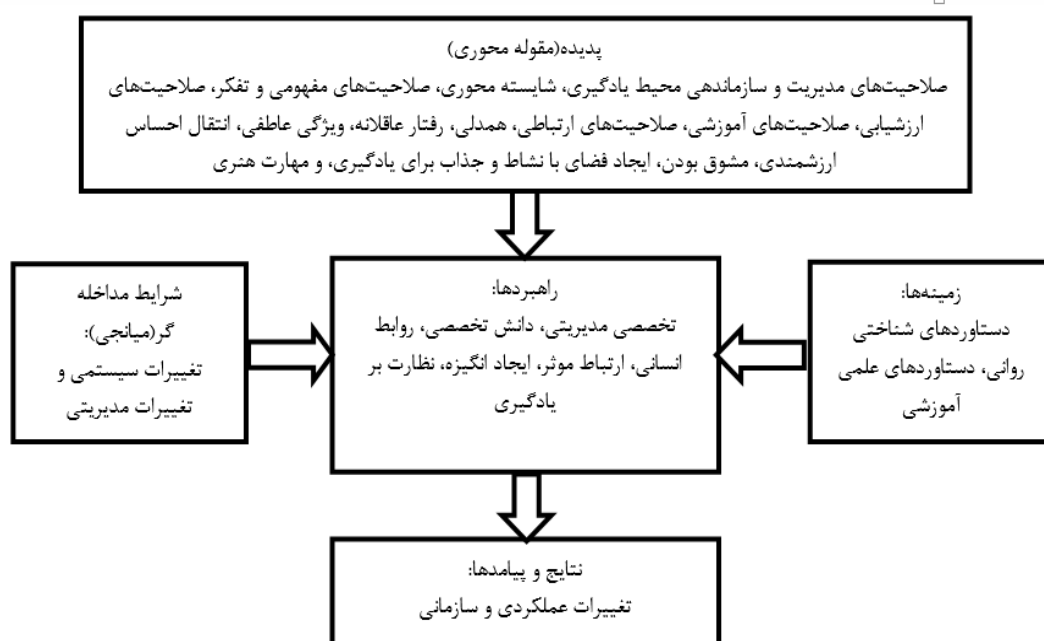 پدیده(مقوله محوری)
صلاحیت‌های مدیریت و سازماندهی محیط یادگیری، شایسته محوری، صلاحیت‌های مفهومی و تفکر، صلاحیت‌های
ارزشیابی، صلاحیت‌های آموزشی، صلاحیت‌های ارتباطی، همدلی، رفتار عاقلانه، ویژگی عاطفی، انتقال احساس
ارزشمندی، مشوق بودن، ایجاد فضای با نشاط و جذاب برای یادگیری، و مهارت هنری
زمینه‌ها:
دستاوردهای شناختی
روانی، دستاوردهای علمی
آموزشی
راهبردها:
تخصصی مدیریتی، دانش تخصصی، روابط
انسانی، ارتباط موثر، ایجاد انگیزه، نظارت بر
یادگیری
شرایط مداخله
گر(میانجی):
تغییرات سیستمی و
تغییرات مدیریتی
نتایج و پیامدها:
تغییرات عملکردی و سازمانی